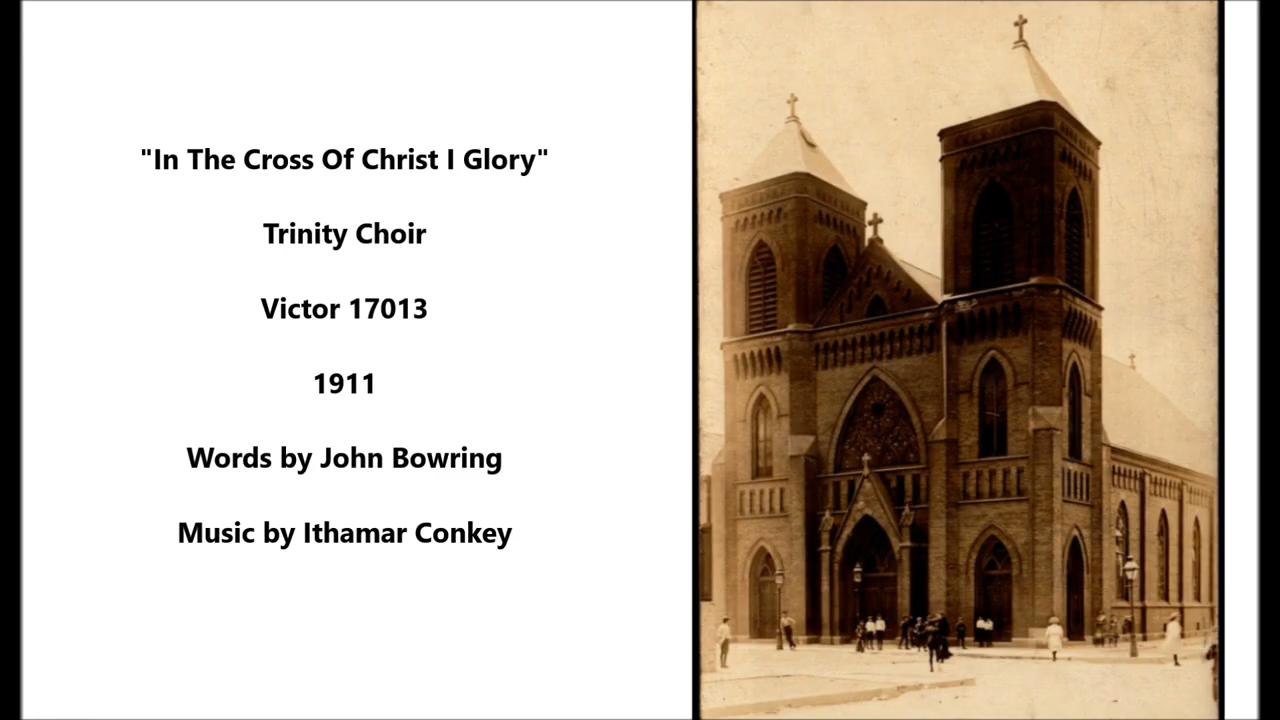 "In The Cross Of Christ I Glory"
Trinity Choir
Victor 17013
1911
Words by John Bowring
Music by Ithamar Conkey